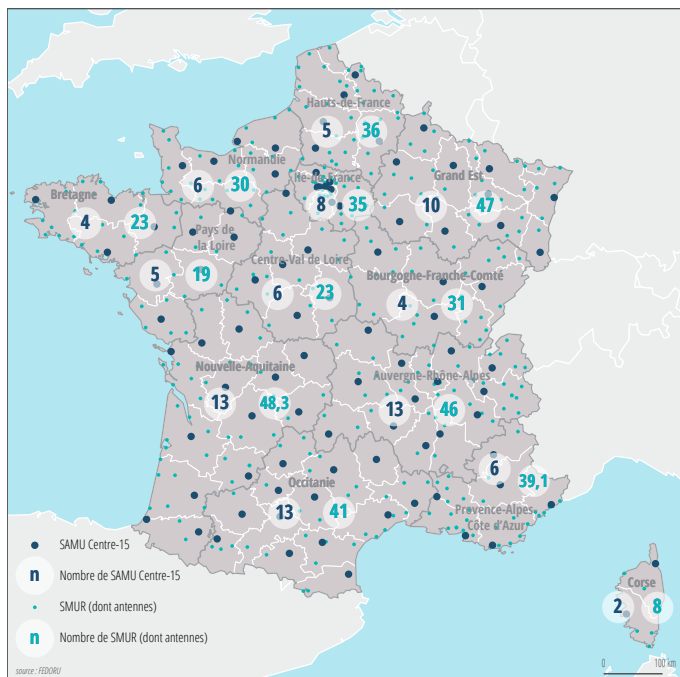 Hauts-de-France
5 36
Normandie
6 30
Île-de-France
8 35
Grand Est
10 47
Bretagne
4 23
Pays de
la Loire
5 19
Centre-Val de Loire
6 23
Bourgogne-Franche-Comté
4 31
Nouvelle-Aquitaine
13 48,3
Auvergne-Rhône-Alpes
13 46
Occitanie
13 41
6 39,1
Provence-Alpes-
Côte d'Azur
Corse
2 8
SAMU Centre-15
n Nombre de SAMU Centre-15
SMUR (dont antennes)
n Nombre de SMUR (dont antennes)
source : FEDORU
0 100 km